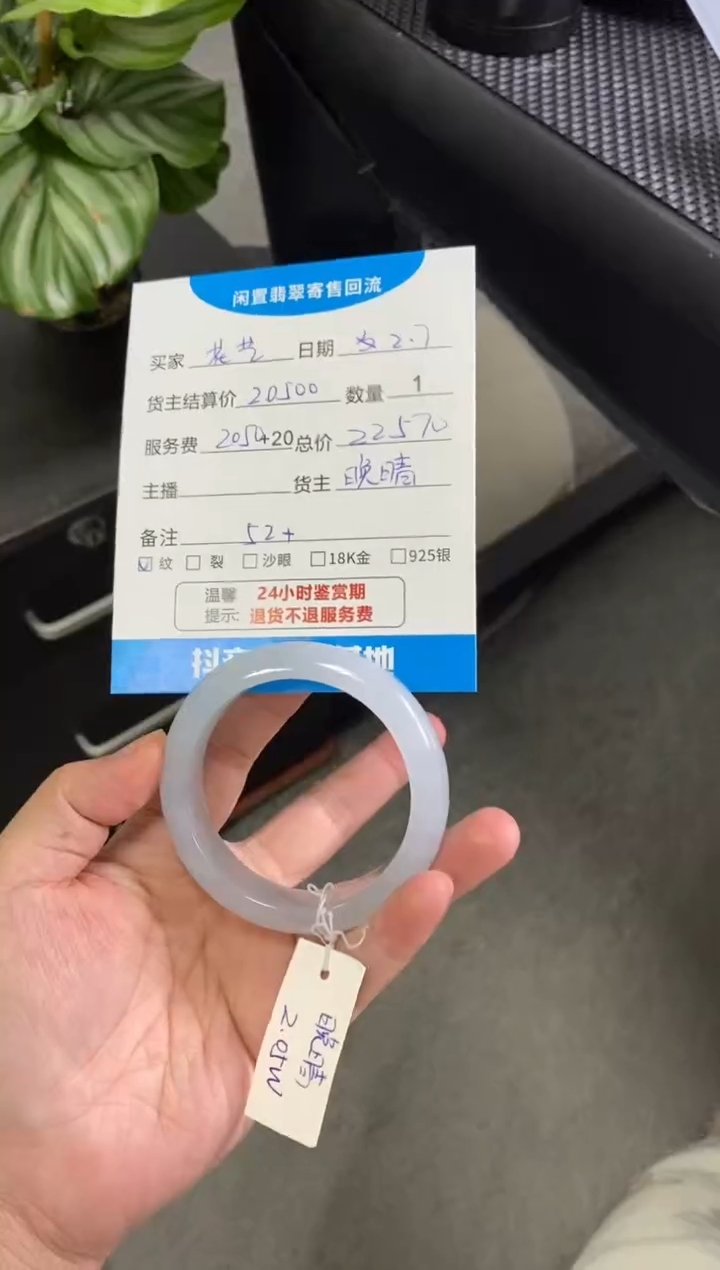 闲置翡翠寄售回流
买家 日期 2.7
货主结算价 20500 数量 1
服务费 2050+20 总价 22570
主播 货主 晚晴
备注 52+
纹 裂 沙眼 18K金 925银
温馨 24小时鉴赏期
提示: 退货不退服务费
抖 基地
晚晴
2.05W